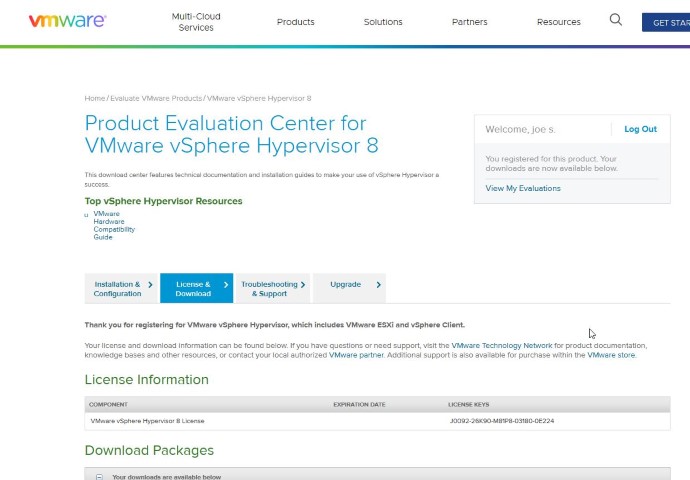 vmware®
Multi-Cloud
Services
Products
Solutions
Partners
Resources
GET STAR
Home / Evaluate VMware Products / VMware vSphere Hypervisor 8
Product Evaluation Center for
VMware vSphere Hypervisor 8
Welcome, joe s.
Log Out
You registered for this product. Your
downloads are now available below.
View My Evaluations
This download center features technical documentation and installation guides to make your use of vSphere Hypervisor a
success.
Top vSphere Hypervisor Resources
VMware
Hardware
Compatibility
Guide
Installation &
Configuration
License &
Download
Troubleshooting
& Support
Upgrade
Thank you for registering for VMware vSphere Hypervisor, which includes VMware ESXi and vSphere Client.
Your license and download information can be found below. If you have questions or need support, visit the VMware Technology Network for product documentation,
knowledge bases and other resources, or contact your local authorized VMware partner. Additional support is also available for purchase within the VMware store.
License Information
COMPONENT EXPIRATION DATE LICENSE KEYS
VMware vSphere Hypervisor 8 License J0092-26K90-M81P8-03180-0E224
Download Packages
Your downloads are available below